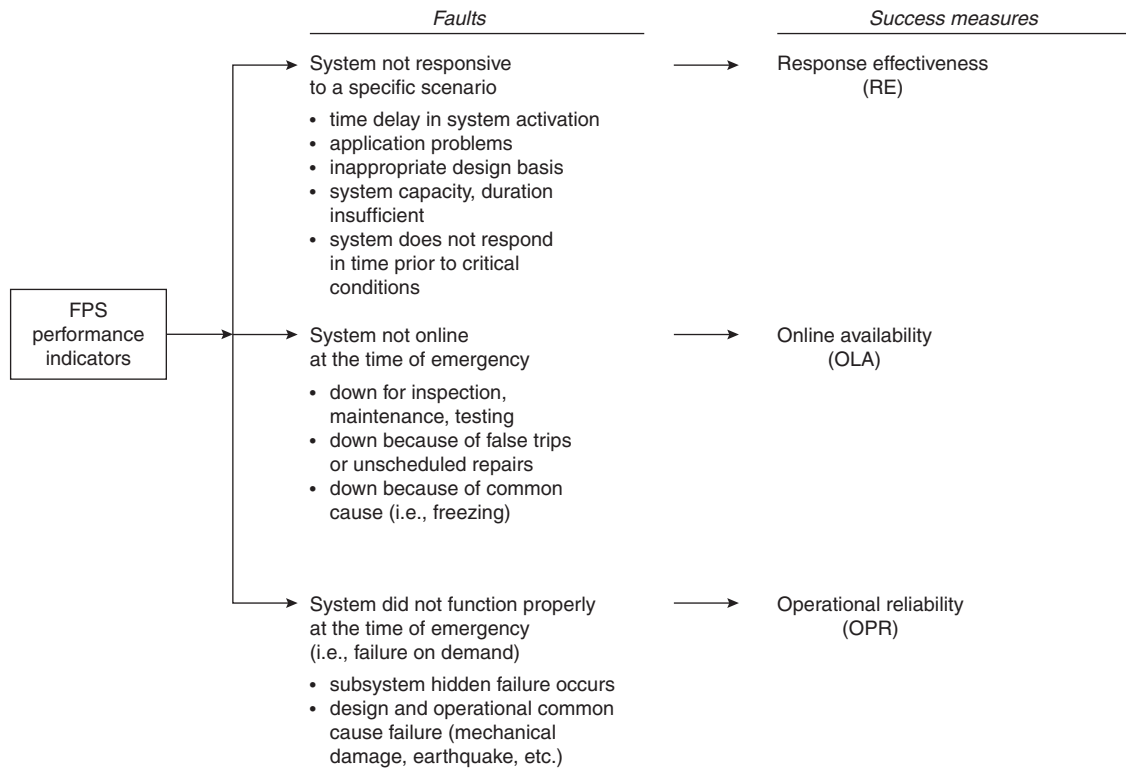 Faults
Success measures
System not responsive
to a specific scenario
• time delay in system activation
• application problems
• inappropriate design basis
• system capacity, duration
insufficient
• system does not respond
in time prior to critical
conditions
Response effectiveness
(RE)
FPS
performance
indicators
System not online
at the time of emergency
• down for inspection,
maintenance, testing
• down because of false trips
or unscheduled repairs
• down because of common
cause (i.e., freezing)
Online availability
(OLA)
System did not function properly
at the time of emergency
(i.e., failure on demand)
• subsystem hidden failure occurs
• design and operational common
cause failure (mechanical
damage, earthquake, etc.)
Operational reliability
(OPR)